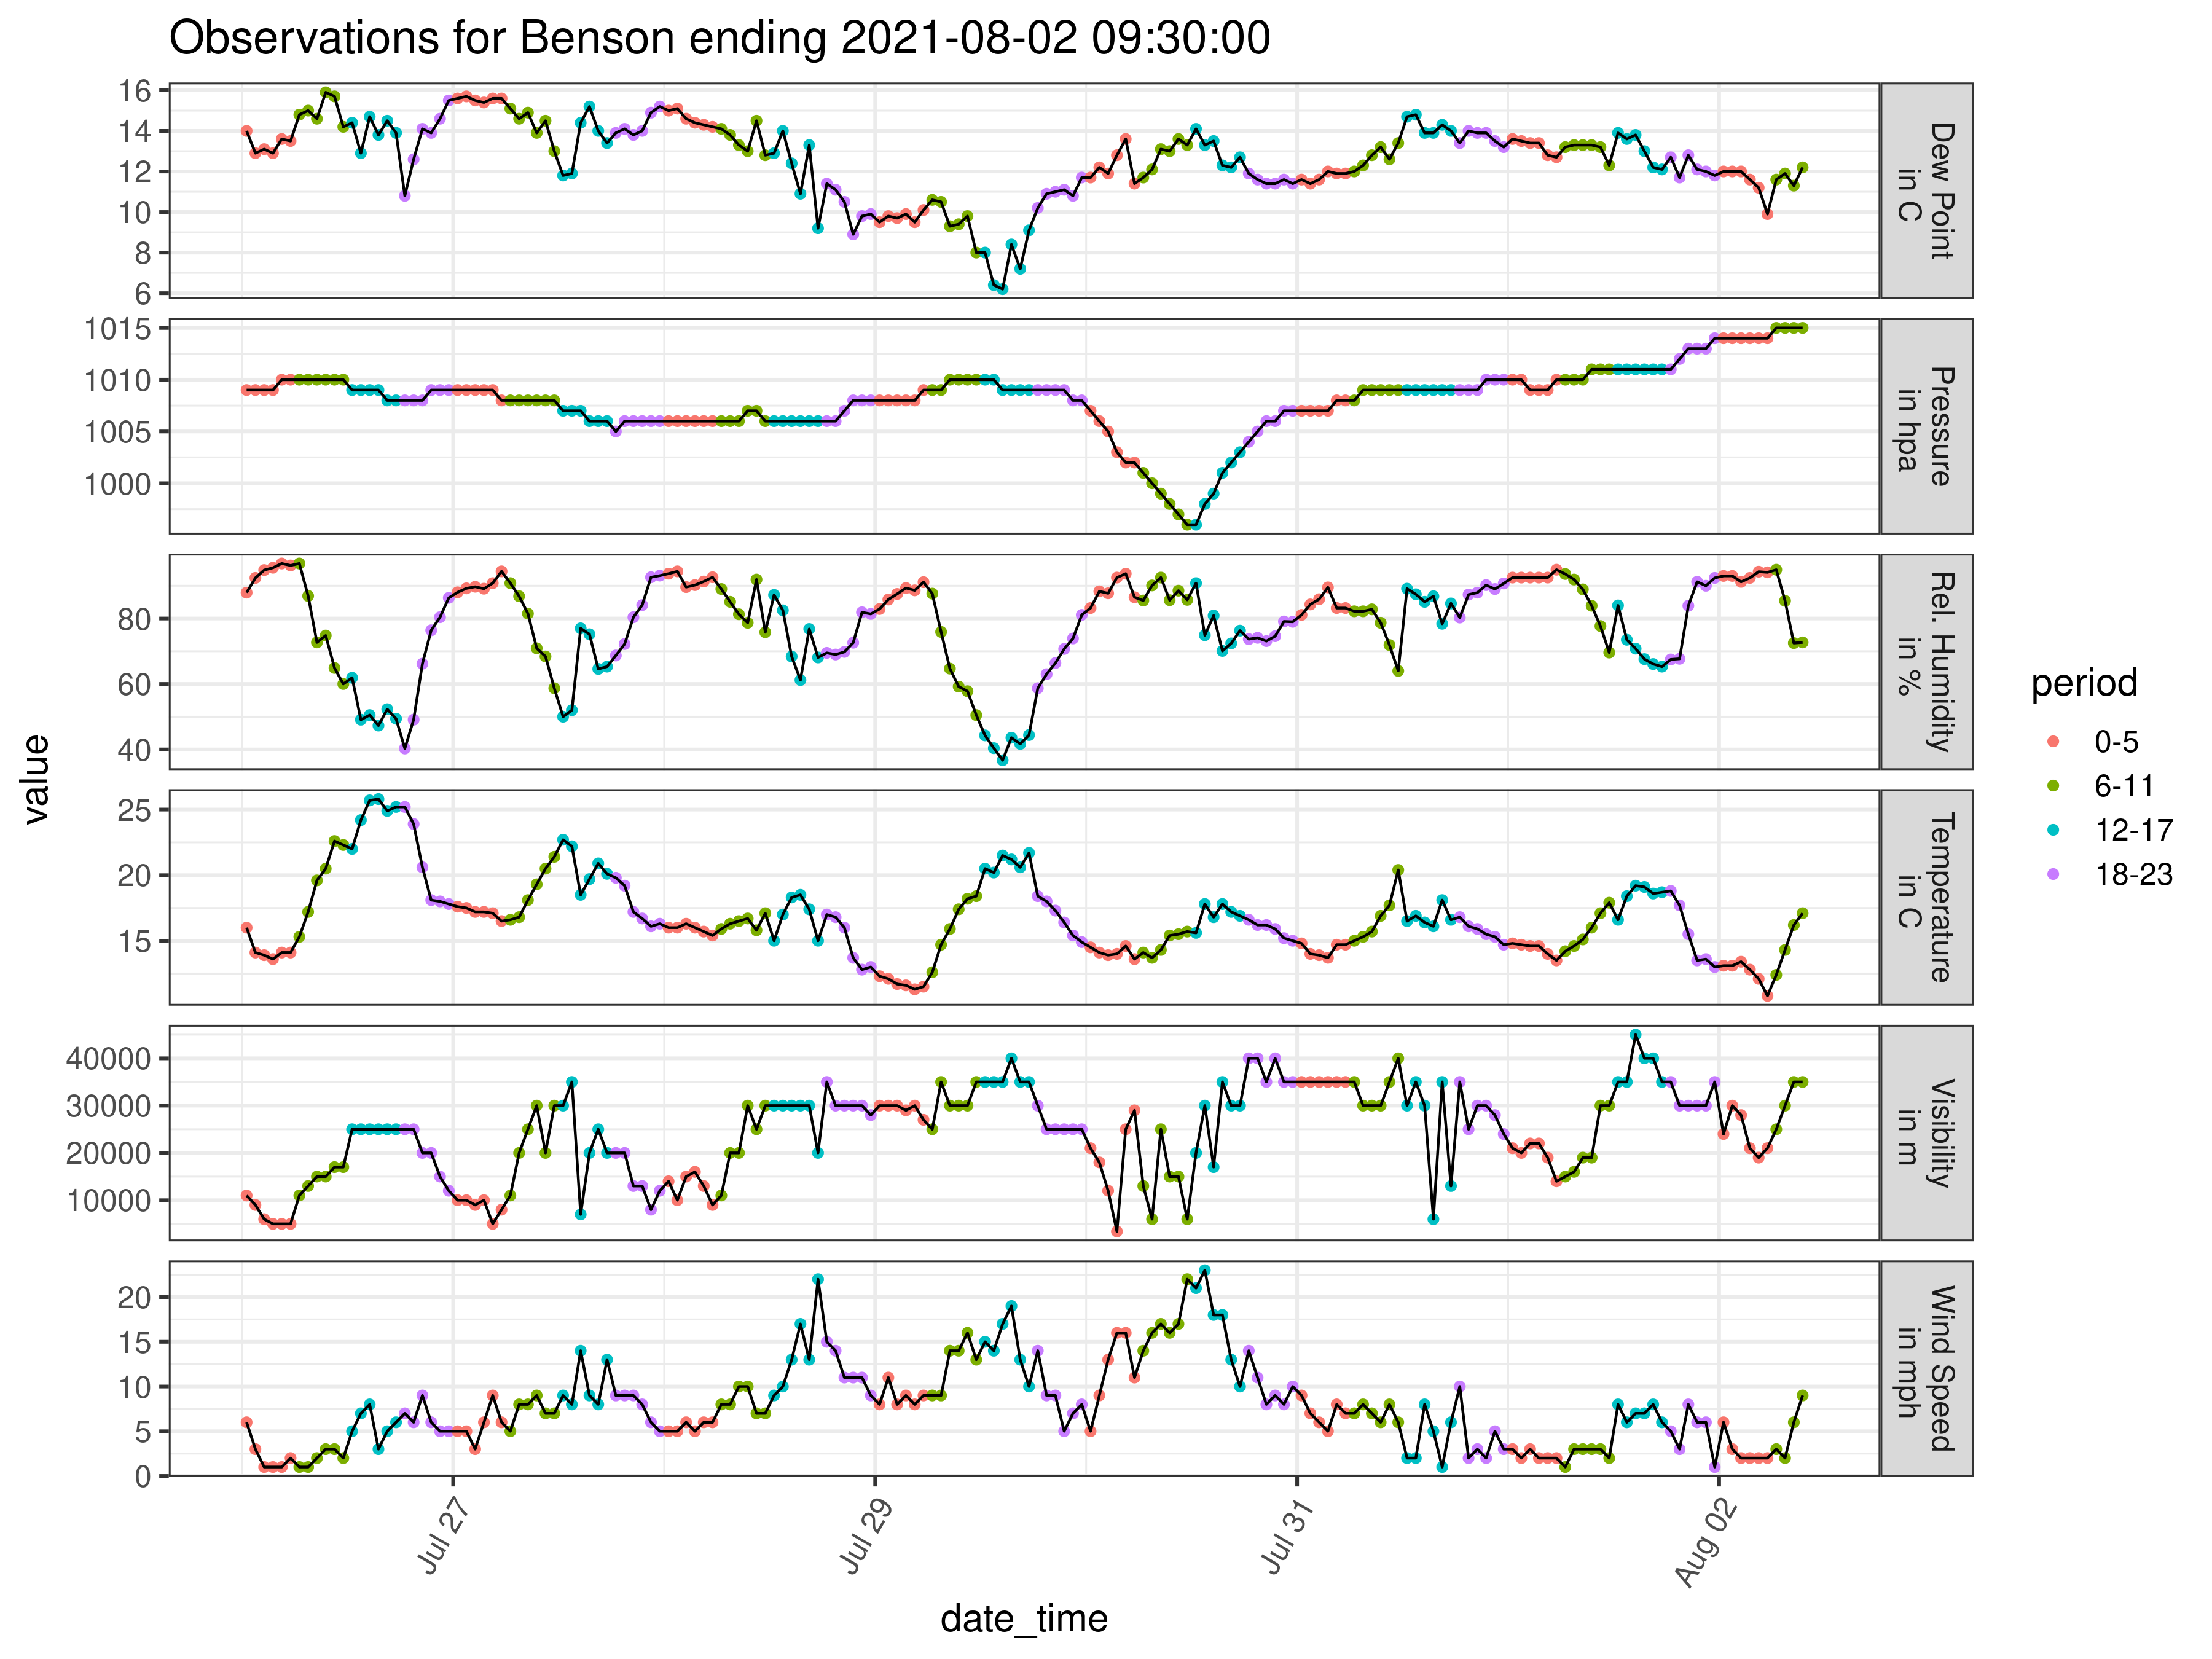 Observations for Benson ending 2021-08-02 09:30:00
16
14
12
10
8
6
Dew Point
in C
1015
1010
1005
1000
Pressure
in hpa
80
60
40
Rel. Humidity
in %
25
20
15
Temperature
in C
40000
30000
20000
10000
Visibility
in m
20
15
10
5
0
Wind Speed
in mph
value
Jul 27
Jul 29
Jul 31
Aug 02
date_time
period
0-5
6-11
12-17
18-23